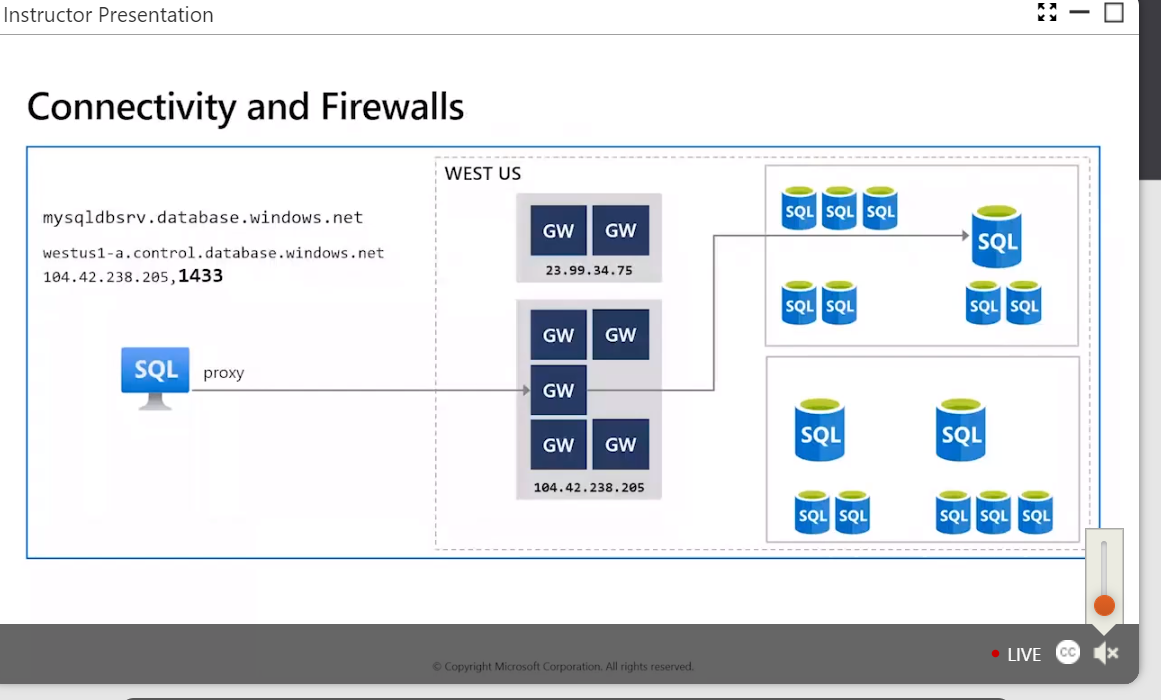 Instructor Presentation
Connectivity and Firewalls
mysqldbsrv.database.windows.net
westus1-a.control.database.windows.net
104.42.238.205,1433
SQL
proxy
WEST US
GW GW
23.99.34.75
GW GW
GW
GW GW
104.42.238.205
SQL SQL SQL
SQL
SQL SQL
SQL SQL
SQL
SQL
SQL SQL
SQL SQL SQL
LIVE
CC
© Copyright Microsoft Corporation. All rights reserved.